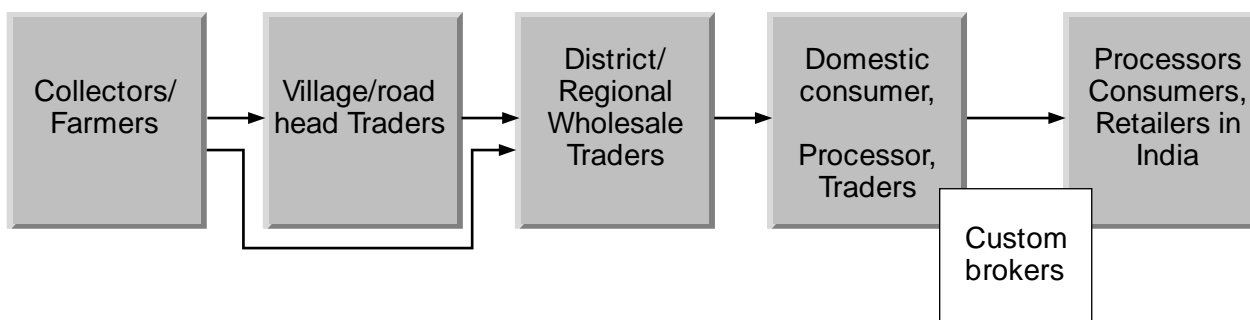 Collectors/
Farmers
Village/road
head Traders
District/
Regional
Wholesale
Traders
Domestic
consumer,
Processor,
Traders
Processors
Consumers,
Retailers in
India
Custom
brokers